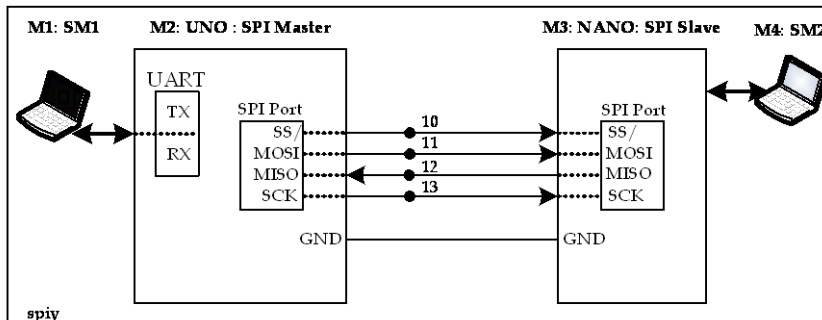 M1: SM1
M2: UNO : SPI Master
M3: NANO: SPI Slave
M4: SM2
UART
TX
RX
SPI Port
SS/
MOSI
MISO
SCK
GND
10
11
12
13
SPI Port
SS/
MOSI
MISO
SCK
GND
spiy